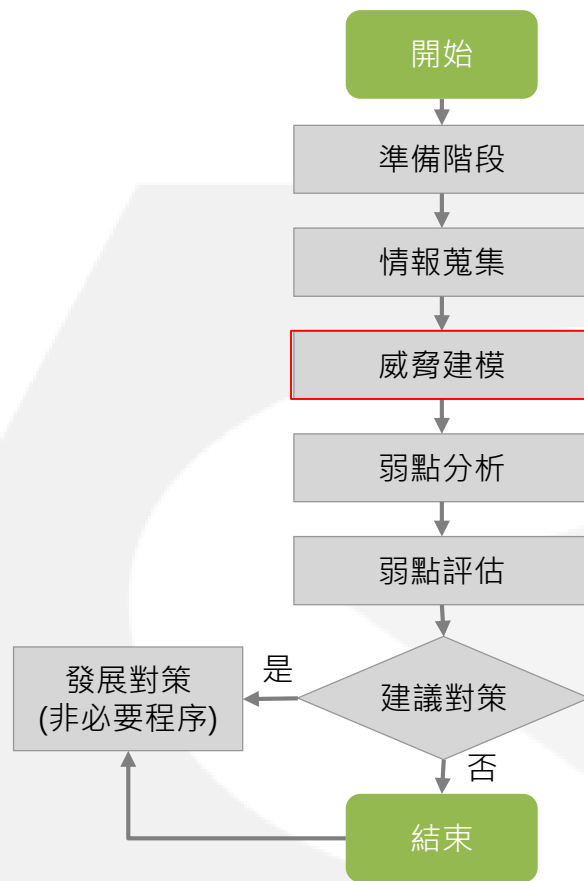 開始
準備階段
情報蒐集
威脅建模
弱點分析
弱點評估
建議對策
是
發展對策
(非必要程序)
否
結束